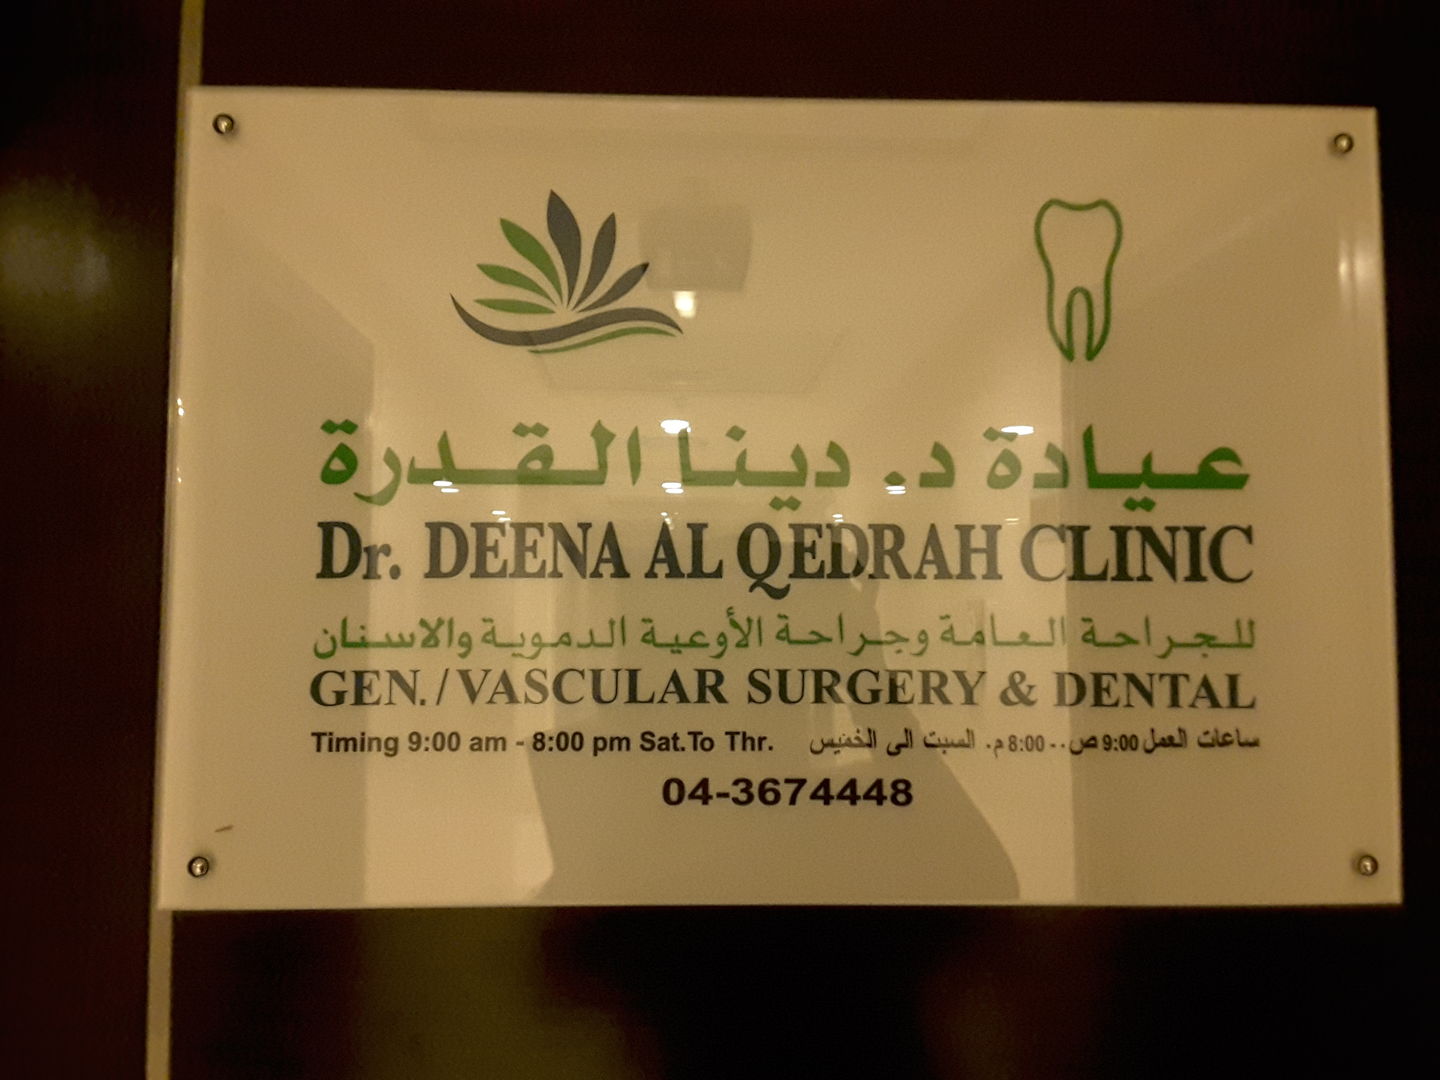 عيادة د. دينا القدرة
Dr. DEENA AL QEDRAH CLINIC
للجراحة العامة وجراحة الأوعية الدموية والاسنان
GEN. / VASCULAR SURGERY & DENTAL
Timing 9:00 am - 8:00 pm Sat.To Thr. ساعات العمل 9:00 ص -- 8:00 م. السبت الى الخميس
04-3674448